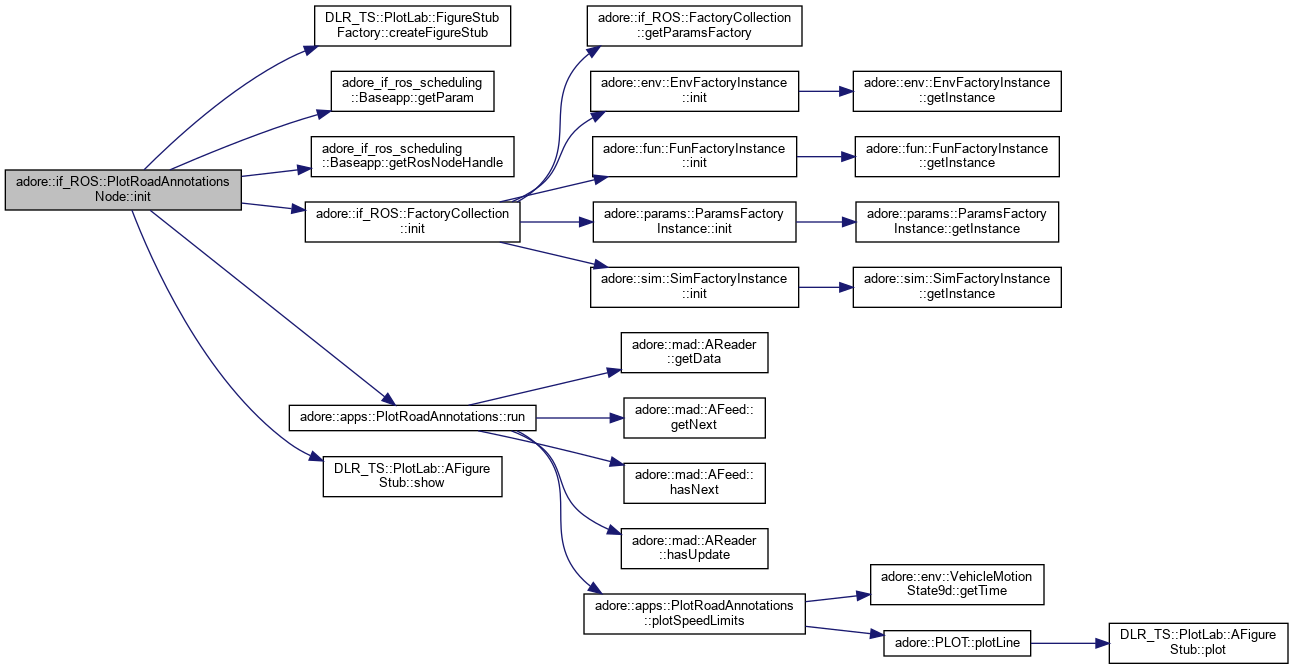 adore::if_ROS::PlotRoadAnnotations
Node::init
DLR_TS::PlotLab::FigureStub
Factory::createFigureStub
adore_if_ros_scheduling
::Baseapp::getParam
adore_if_ros_scheduling
::Baseapp::getRosNodeHandle
adore::if_ROS::FactoryCollection
::init
adore::if_ROS::FactoryCollection
::getParamsFactory
adore::env::EnvFactoryInstance
::init
adore::env::EnvFactoryInstance
::getInstance
adore::fun::FunFactoryInstance
::init
adore::fun::FunFactoryInstance
::getInstance
adore::params::ParamsFactory
Instance::init
adore::params::ParamsFactory
Instance::getInstance
adore::sim::SimFactoryInstance
::init
adore::sim::SimFactoryInstance
::getInstance
adore::apps::PlotRoadAnnotations::run
adore::mad::AReader
::getData
adore::mad::AFeed::
getNext
adore::mad::AFeed::
hasNext
adore::mad::AReader
::hasUpdate
adore::apps::PlotRoadAnnotations
::plotSpeedLimits
adore::env::VehicleMotion
State9d::getTime
adore::PLOT::plotLine
DLR_TS::PlotLab::AFigure
Stub::plot
DLR_TS::PlotLab::AFigure
Stub::show